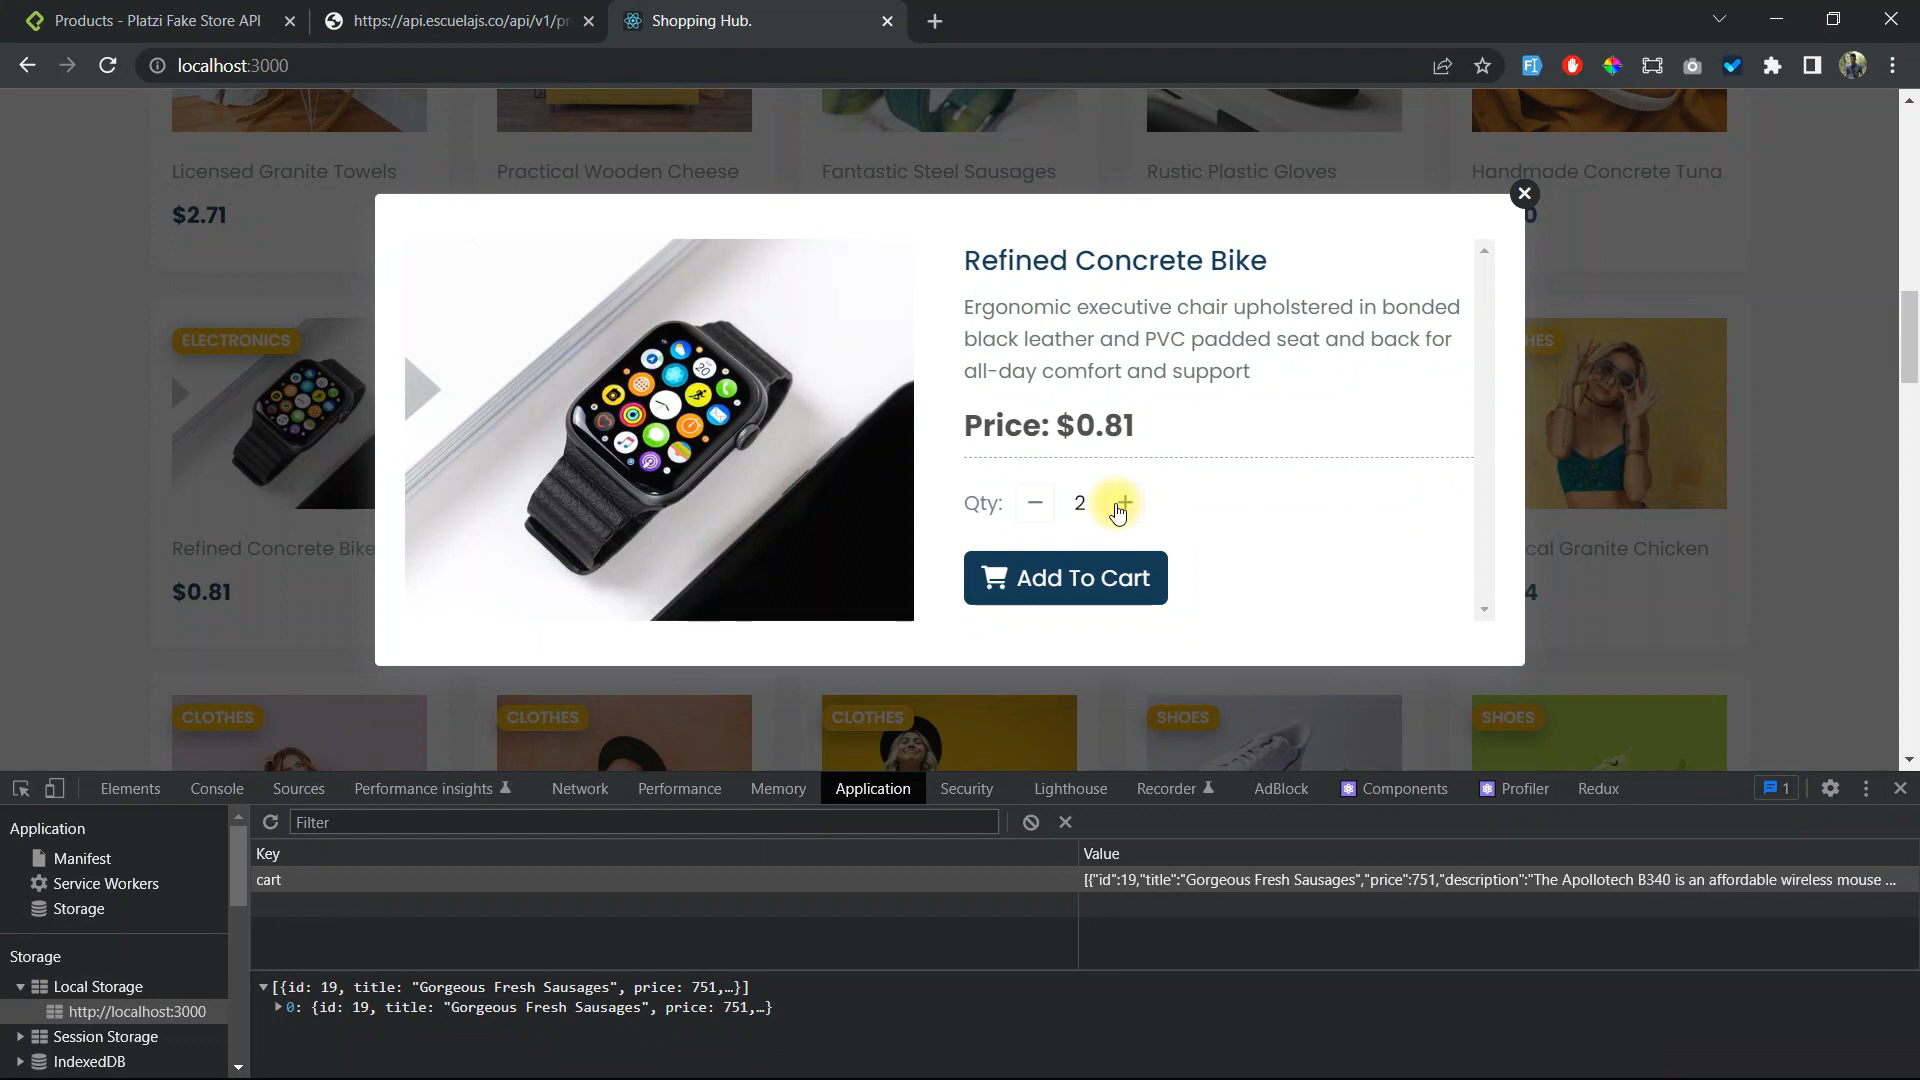 Products - Platzi Fake Store API
https://api.escuelajs.co/api/v1/pr
Shopping Hub.
localhost:3000
Licensed Granite Towels
Practical Wooden Cheese
Fantastic Steel Sausages
Rustic Plastic Gloves
Handmade Concrete Tuna
$2.71
0
Refined Concrete Bike
Ergonomic executive chair upholstered in bonded
black leather and PVC padded seat and back for
all-day comfort and support
Price: $0.81
Qty: − 2 +
Add To Cart
ELECTRONICS
HES
Refined Concrete Bike
cal Granite Chicken
$0.81
4
CLOTHES
CLOTHES
CLOTHES
SHOES
SHOES
Elements Console Sources Performance insights Network Performance Memory Application Security Lighthouse Recorder AdBlock Components Profiler Redux 1
Application
Manifest
Service Workers
Storage
Storage
Local Storage
http://localhost:3000
Session Storage
IndexedDB
Filter
Key Value
cart [{"id":19,"title":"Gorgeous Fresh Sausages","price":751,"description":"The Apollotech B340 is an affordable wireless mouse ...
[{id: 19, title: "Gorgeous Fresh Sausages", price: 751,…}]
0: {id: 19, title: "Gorgeous Fresh Sausages", price: 751,…}